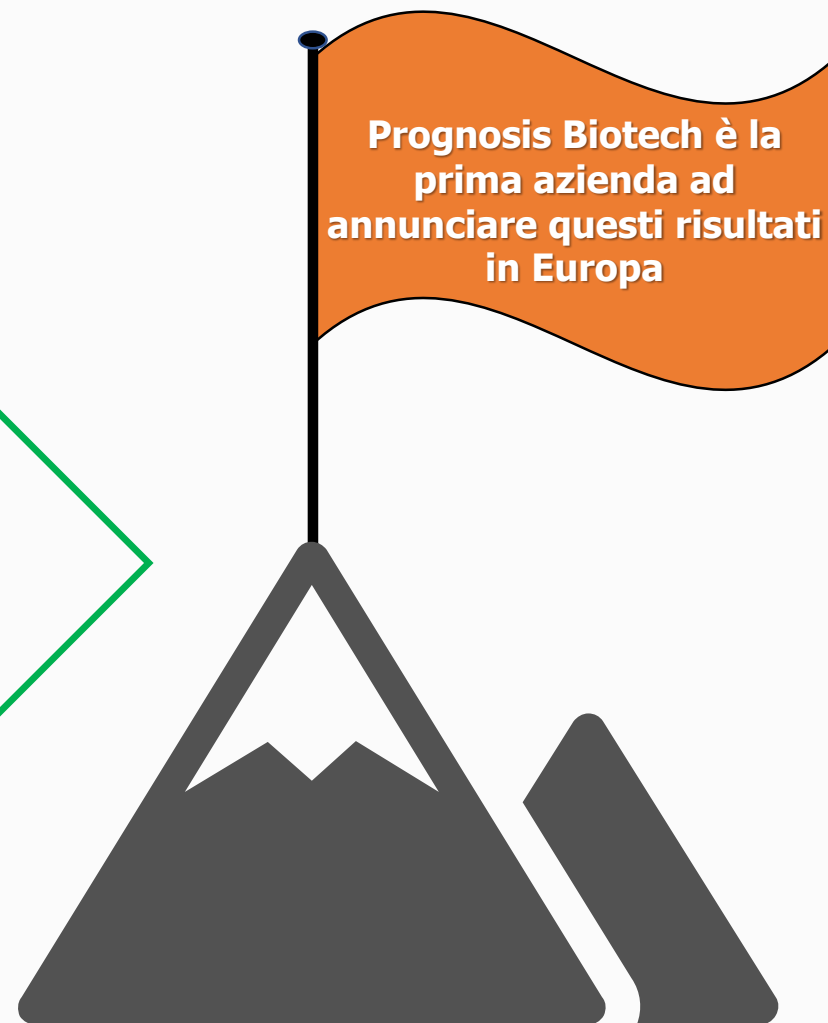 Prognosis Biotech è la
prima azienda ad
annunciare questi risultati
in Europa